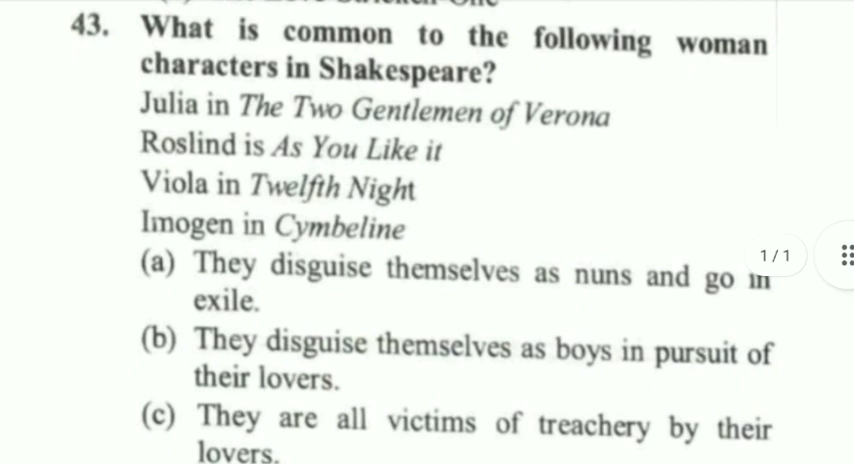 43. What is common to the following woman
characters in Shakespeare?
Julia in The Two Gentlemen of Verona
Roslind is As You Like it
Viola in Twelfth Night
Imogen in Cymbeline
(a) They disguise themselves as nuns and go in
exile.
1/1
(b) They disguise themselves as boys in pursuit of
their lovers.
(c) They are all victims of treachery by their
lovers.